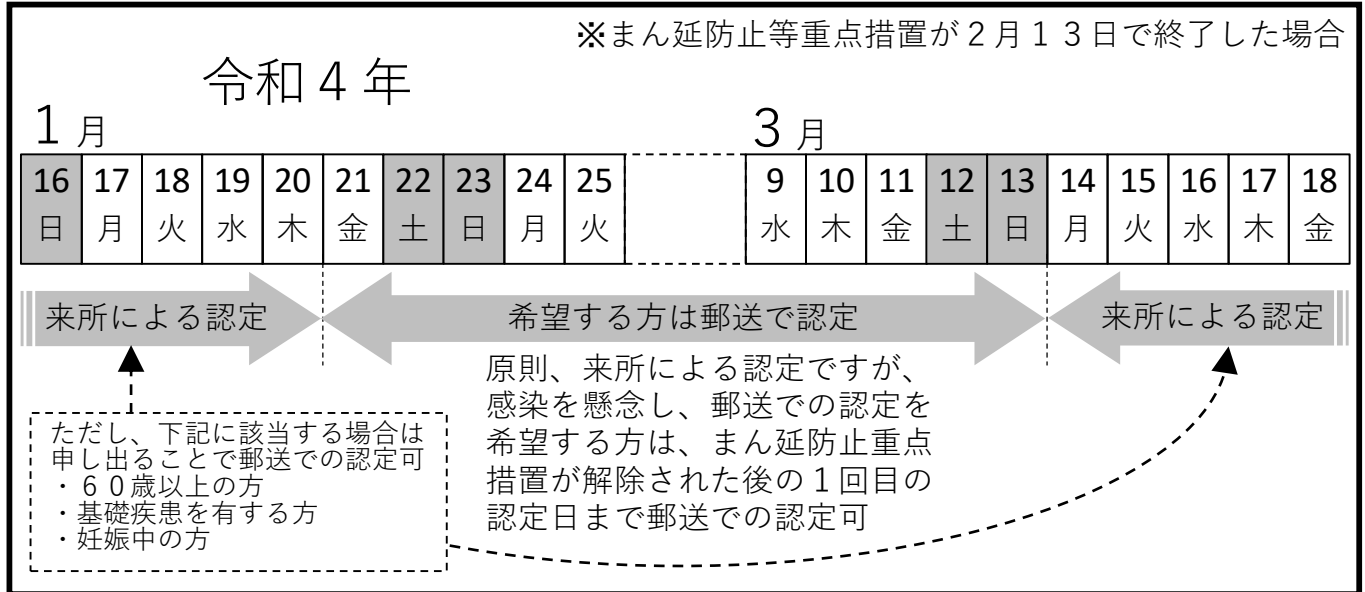 ※まん延防止等重点措置が２月１３日で終了した場合
令和４年
１月
３月
16 17 18 19 20 21 22 23 24 25 9 10 11 12 13 14 15 16 17 18
日 月 火 水 木 金 土 日 月 火 水 木 金 土 日 月 火 水 木 金
来所による認定 希望する方は郵送で認定 来所による認定
原則、来所による認定ですが、
感染を懸念し、郵送での認定を
希望する方は、まん延防止重点
措置が解除された後の１回目の
認定日まで郵送での認定可
ただし、下記に該当する場合は
申し出ることで郵送での認定可
・６０歳以上の方
・基礎疾患を有する方
・妊娠中の方